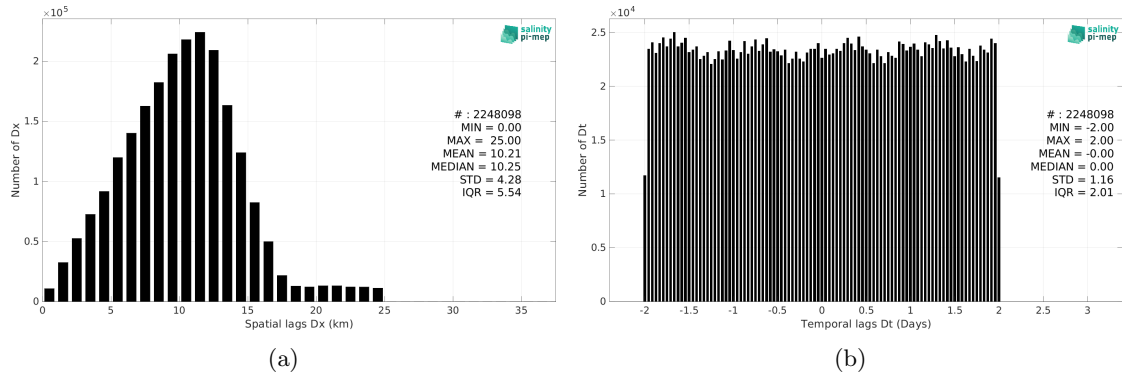 ×10⁵
salinity
pi-mep
2
1.5
1
0.5
0
Number of Dx
# : 2248098
MIN = 0.00
MAX = 25.00
MEAN = 10.21
MEDIAN = 10.25
STD = 4.28
IQR = 5.54
0 5 10 15 20 25 30 35
Spatial lags Dx (km)
(a)
×10⁴
salinity
pi-mep
2.5
2
1.5
1
0.5
0
Number of Dt
# : 2248098
MIN = -2.00
MAX = 2.00
MEAN = -0.00
MEDIAN = 0.00
STD = 1.16
IQR = 2.01
-2 -1.5 -1 -0.5 0 0.5 1 1.5 2 2.5 3
Temporal lags Dt (Days)
(b)